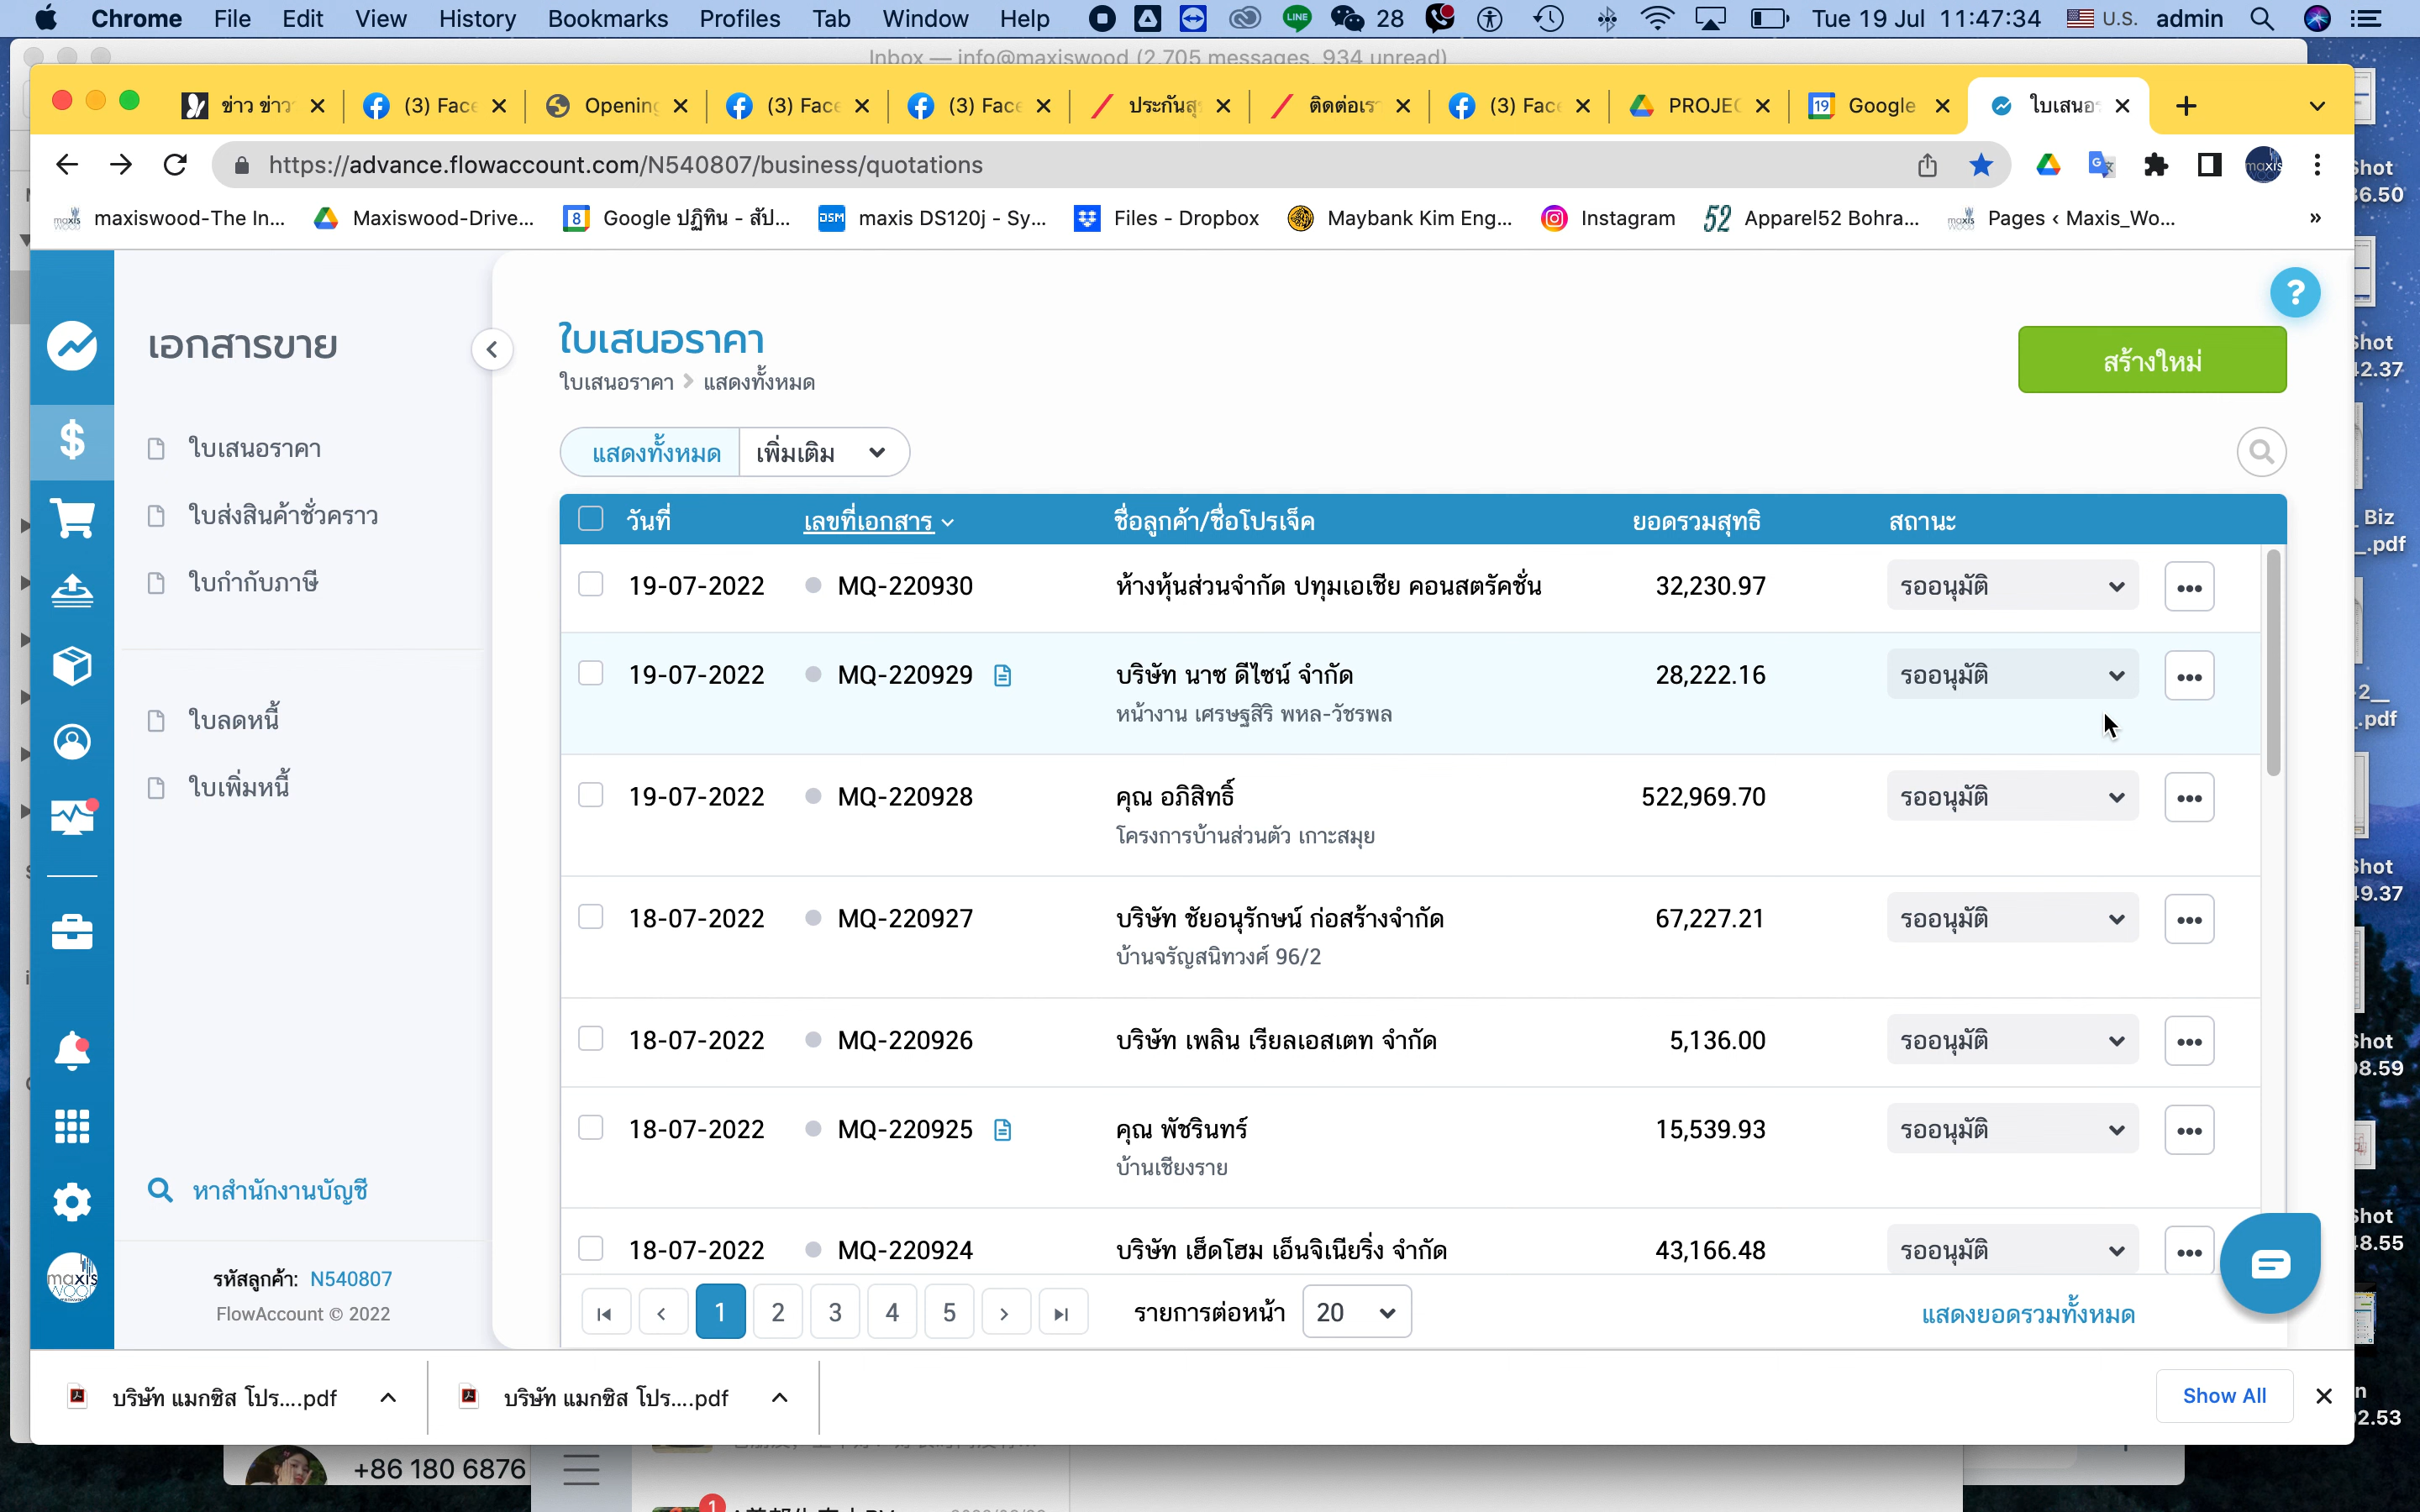 Chrome File Edit View History Bookmarks Profiles Tab Window Help 28 Tue 19 Jul 11:47:34 U.S. admin
Inbox — info@maxiswood (2,705 messages, 934 unread)
ข่าว ข่าว (3) Face Opening (3) Face (3) Face ประกันสุ ติดต่อเรา (3) Face PROJEC 19 Google ใบเสนอ
https://advance.flowaccount.com/N540807/business/quotations
maxiswood-The In... Maxiswood-Drive... Google ปฏิทิน - สัป... DSM maxis DS120j - Sy... Files - Dropbox Maybank Kim Eng... Instagram 52 Apparel52 Bohra... Pages ‹ Maxis_Wo... »
เอกสารขาย
ใบเสนอราคา
ใบส่งสินค้าชั่วคราว
ใบกำกับภาษี
ใบลดหนี้
ใบเพิ่มหนี้
หาสำนักงานบัญชี
รหัสลูกค้า: N540807
FlowAccount © 2022
ใบเสนอราคา
ใบเสนอราคา > แสดงทั้งหมด
?
สร้างใหม่
แสดงทั้งหมด เพิ่มเติม
วันที่ เลขที่เอกสาร ชื่อลูกค้า/ชื่อโปรเจ็ค ยอดรวมสุทธิ สถานะ
19-07-2022 MQ-220930 ห้างหุ้นส่วนจำกัด ปทุมเอเชีย คอนสตรัคชั่น 32,230.97 รออนุมัติ
19-07-2022 MQ-220929 บริษัท นาซ ดีไซน์ จำกัด 28,222.16 รออนุมัติ
หน้างาน เศรษฐสิริ พหล-วัชรพล
19-07-2022 MQ-220928 คุณ อภิสิทธิ์ 522,969.70 รออนุมัติ
โครงการบ้านส่วนตัว เกาะสมุย
18-07-2022 MQ-220927 บริษัท ชัยอนุรักษน์ ก่อสร้างจำกัด 67,227.21 รออนุมัติ
บ้านจรัญสนิทวงศ์ 96/2
18-07-2022 MQ-220926 บริษัท เพลิน เรียลเอสเตท จำกัด 5,136.00 รออนุมัติ
18-07-2022 MQ-220925 คุณ พัชรินทร์ 15,539.93 รออนุมัติ
บ้านเชียงราย
18-07-2022 MQ-220924 บริษัท เฮ็ดโฮม เอ็นจิเนียริ่ง จำกัด 43,166.48 รออนุมัติ
1 2 3 4 5 รายการต่อหน้า 20 แสดงยอดรวมทั้งหมด
บริษัท แมกซิส โปร....pdf บริษัท แมกซิส โปร....pdf Show All
+86 180 6876